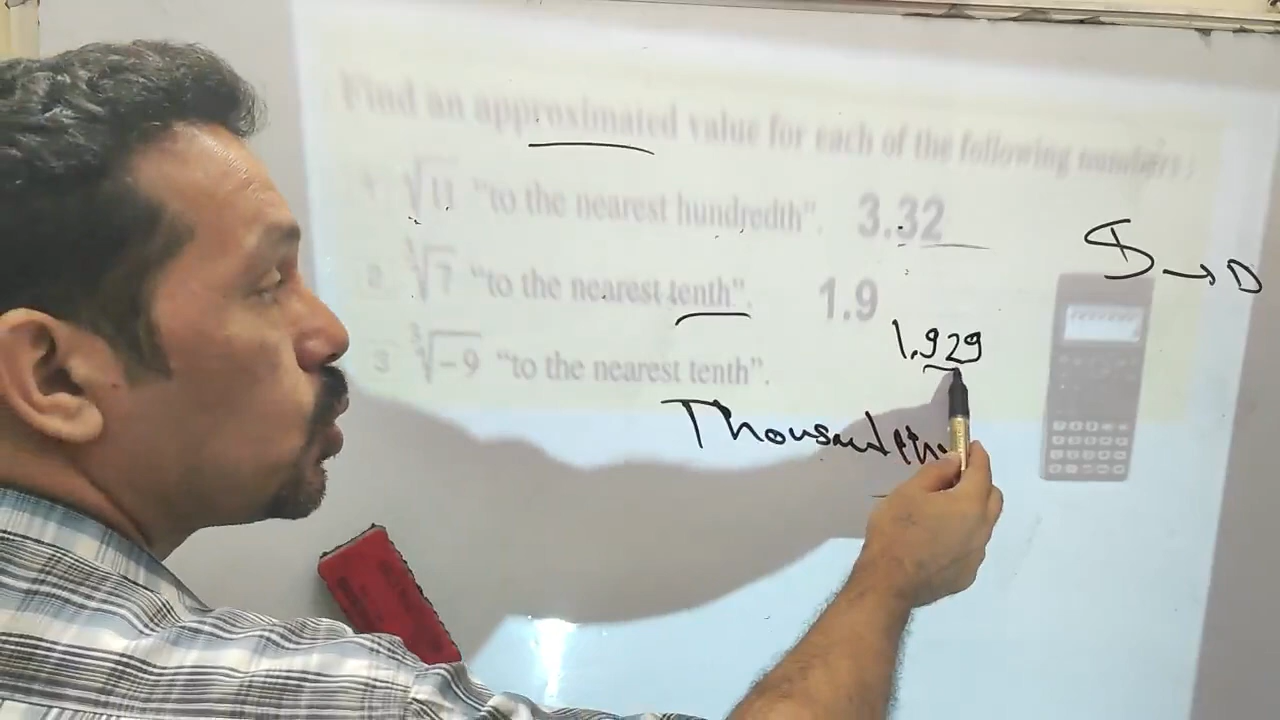 Find an approximated value for each of the following numbers:
1 √11 "to the nearest hundredth". 3.32
2 ∛7 "to the nearest tenth". 1.9
1.929
3 ∛-9 "to the nearest tenth".
S→D